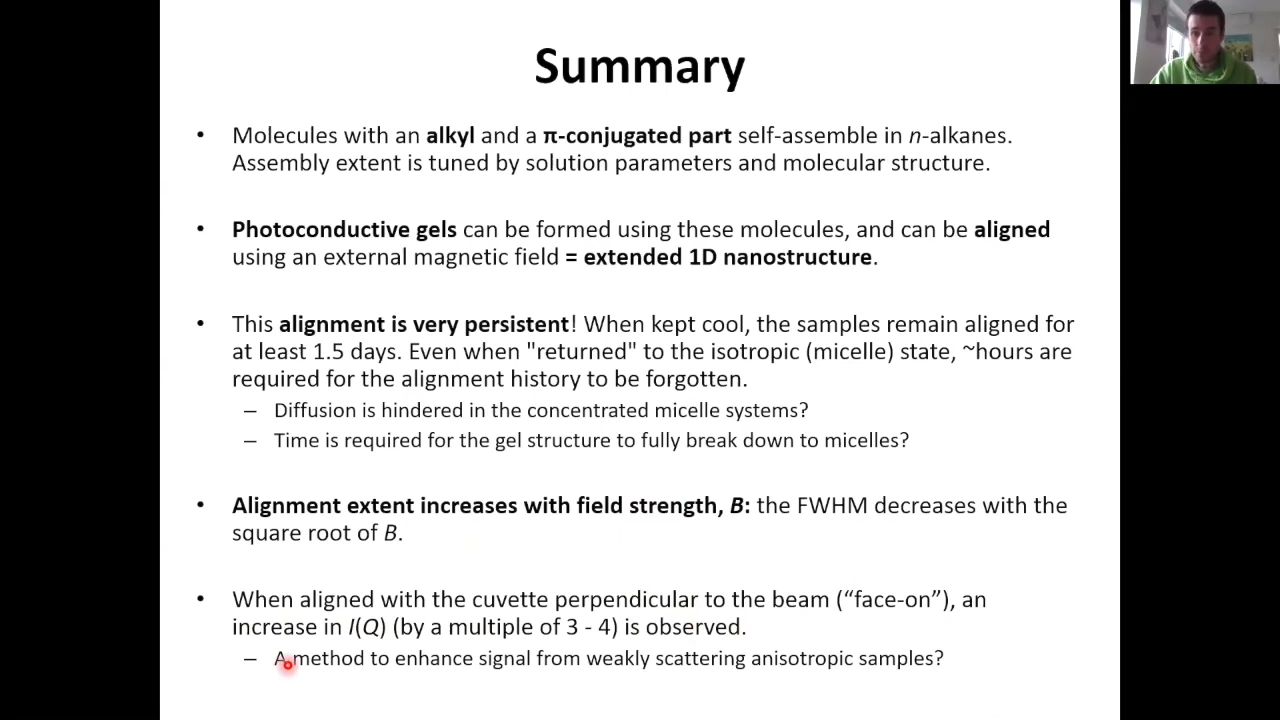 Summary
• Molecules with an alkyl and a π-conjugated part self-assemble in n-alkanes.
Assembly extent is tuned by solution parameters and molecular structure.
• Photoconductive gels can be formed using these molecules, and can be aligned
using an external magnetic field = extended 1D nanostructure.
• This alignment is very persistent! When kept cool, the samples remain aligned for
at least 1.5 days. Even when "returned" to the isotropic (micelle) state, ~hours are
required for the alignment history to be forgotten.
– Diffusion is hindered in the concentrated micelle systems?
– Time is required for the gel structure to fully break down to micelles?
• Alignment extent increases with field strength, B: the FWHM decreases with the
square root of B.
• When aligned with the cuvette perpendicular to the beam (“face-on”), an
increase in I(Q) (by a multiple of 3 - 4) is observed.
– A method to enhance signal from weakly scattering anisotropic samples?